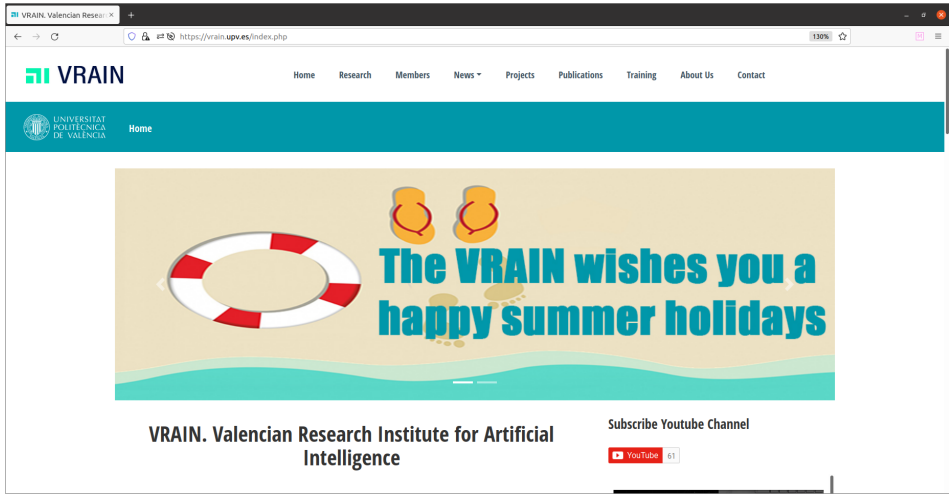 VRAIN. Valencian Resear
https://vrain.upv.es/index.php
130%
VRAIN
Home Research Members News Projects Publications Training About Us Contact
UNIVERSITAT
POLITÈCNICA
DE VALÈNCIA
Home
The VRAIN wishes you a
happy summer holidays
VRAIN. Valencian Research Institute for Artificial
Intelligence
Subscribe Youtube Channel
YouTube 61